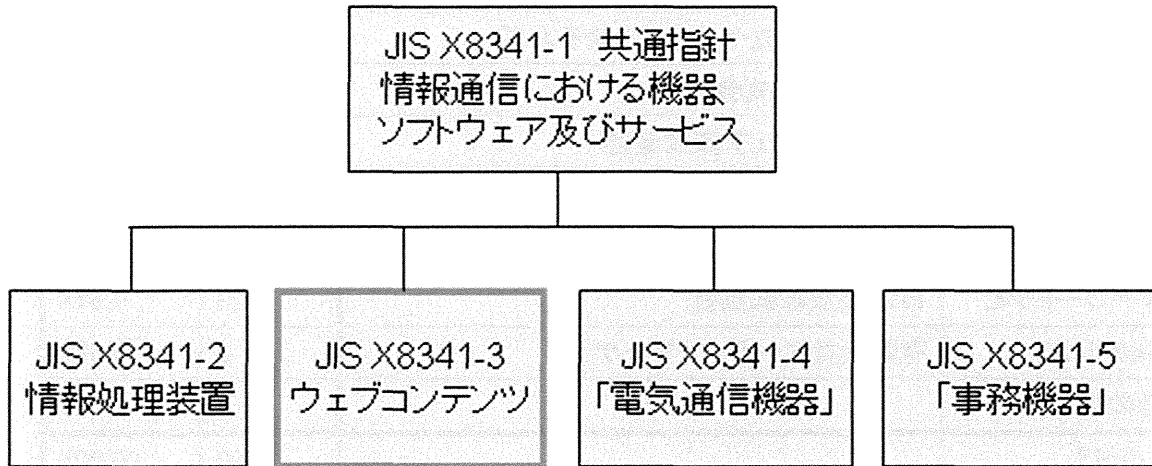 JIS X8341-1 共通指針
情報通信における機器、
ソフトウェア及びサービス
JIS X8341-2
情報処理装置
JIS X8341-3
ウェブコンテンツ
JIS X8341-4
「電気通信機器」
JIS X8341-5
「事務機器」